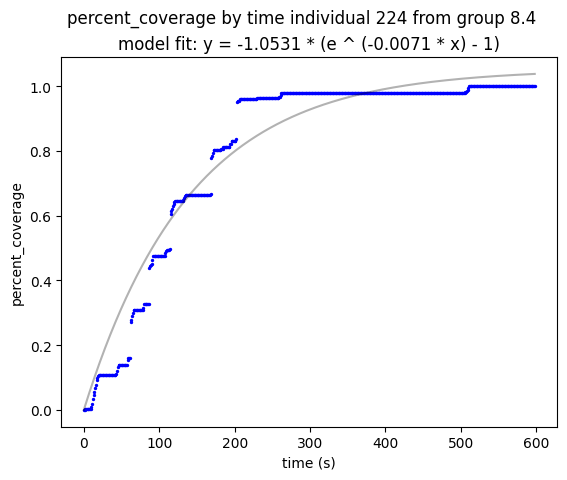 percent_coverage by time individual 224 from group 8.4
model fit: y = -1.0531 * (e ^ (-0.0071 * x) - 1)
percent_coverage
1.0
0.8
0.6
0.4
0.2
0.0
0 100 200 300 400 500 600
time (s)